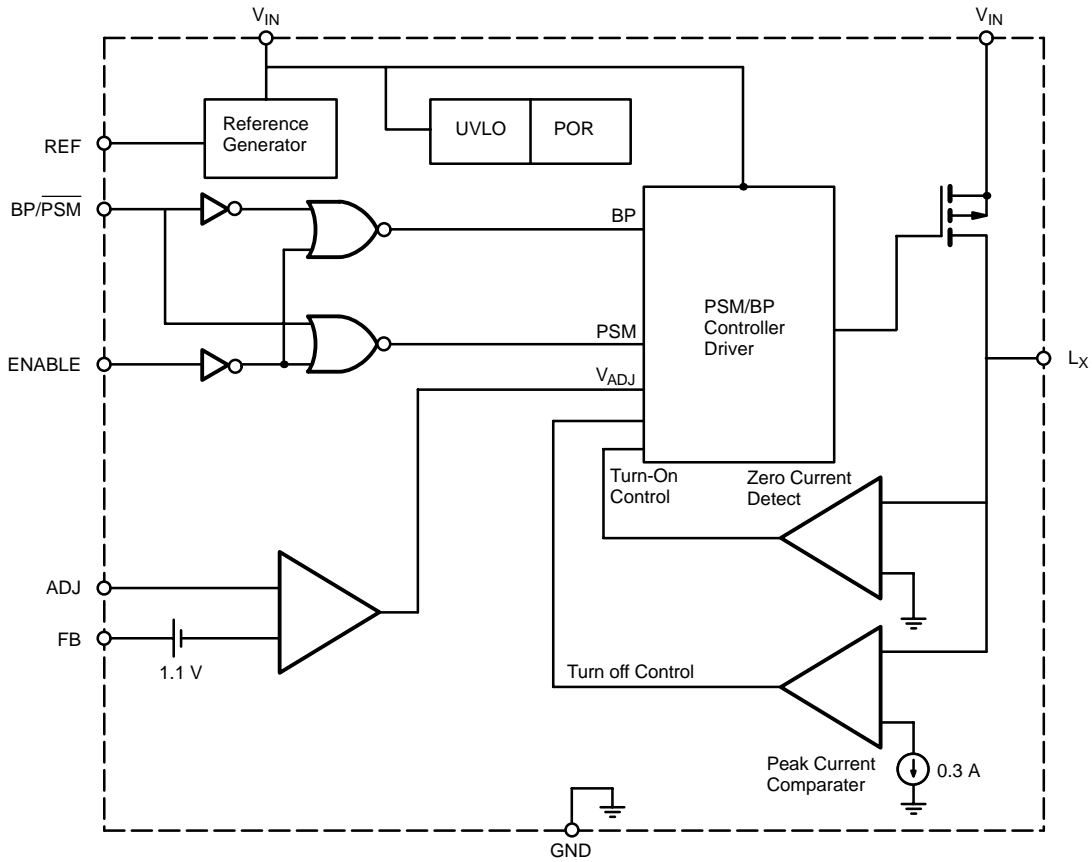 VIN
VIN
Reference
Generator
UVLO
POR
REF
BP/PSM
BP
PSM/BP
Controller
Driver
PSM
ENABLE
LX
VADJ
Turn-On
Control
Zero Current
Detect
ADJ
FB
1.1 V
Turn off Control
Peak Current
Comparater
0.3 A
GND